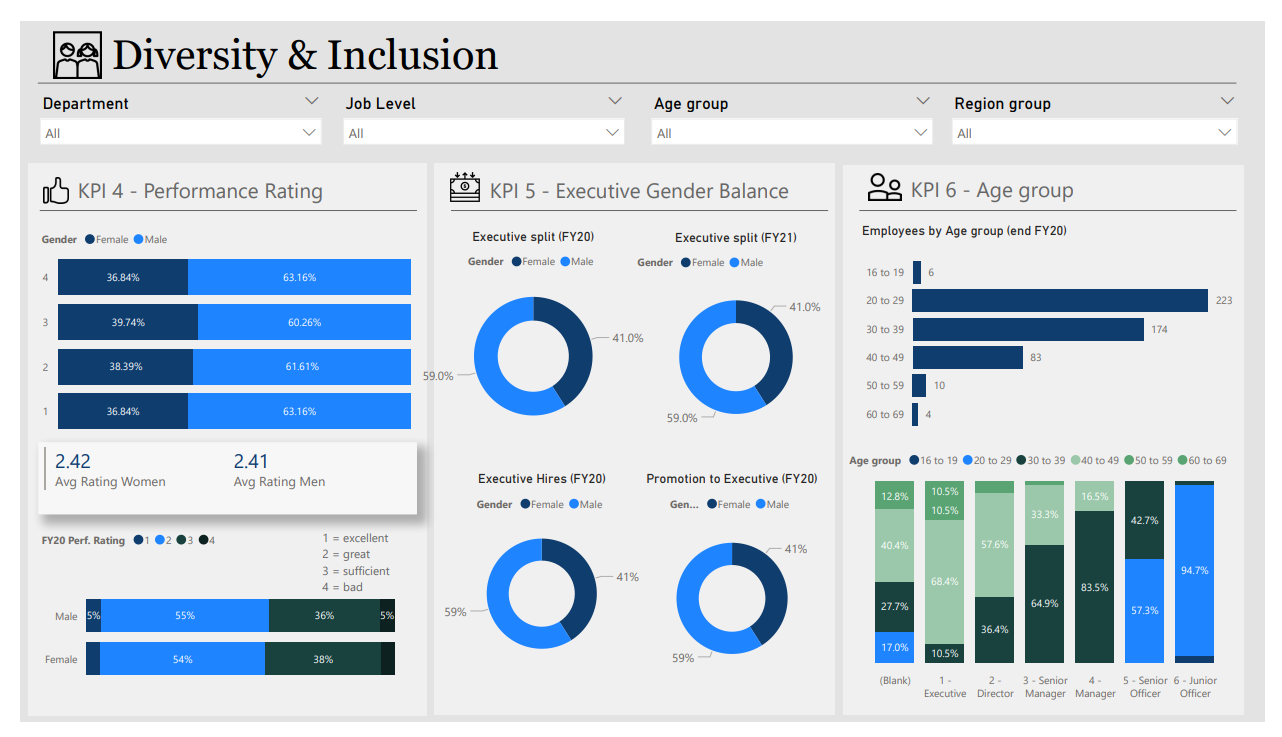 Diversity & Inclusion
Department
All
Job Level
All
Age group
All
Region group
All
KPI 4 - Performance Rating
Gender Female Male
4 36.84% 63.16%
3 39.74% 60.26%
2 38.39% 61.61%
1 36.84% 63.16%
2.42
Avg Rating Women
2.41
Avg Rating Men
FY20 Perf. Rating 1 2 3 4
1 = excellent
2 = great
3 = sufficient
4 = bad
Male 5% 55% 36% 5%
Female 54% 38%
KPI 5 - Executive Gender Balance
Executive split (FY20)
Gender Female Male
41.0%
59.0%
Executive split (FY21)
Gender Female Male
41.0%
59.0%
Executive Hires (FY20)
Gender Female Male
41%
59%
Promotion to Executive (FY20)
Gen... Female Male
41%
59%
KPI 6 - Age group
Employees by Age group (end FY20)
16 to 19 6
20 to 29 223
30 to 39 174
40 to 49 83
50 to 59 10
60 to 69 4
Age group 16 to 19 20 to 29 30 to 39 40 to 49 50 to 59 60 to 69
12.8%
40.4%
27.7%
17.0%
(Blank)
10.5%
10.5%
68.4%
10.5%
1 -
Executive
57.6%
36.4%
2 -
Director
33.3%
64.9%
3 - Senior
Manager
16.5%
83.5%
4 -
Manager
42.7%
57.3%
5 - Senior
Officer
94.7%
6 - Junior
Officer